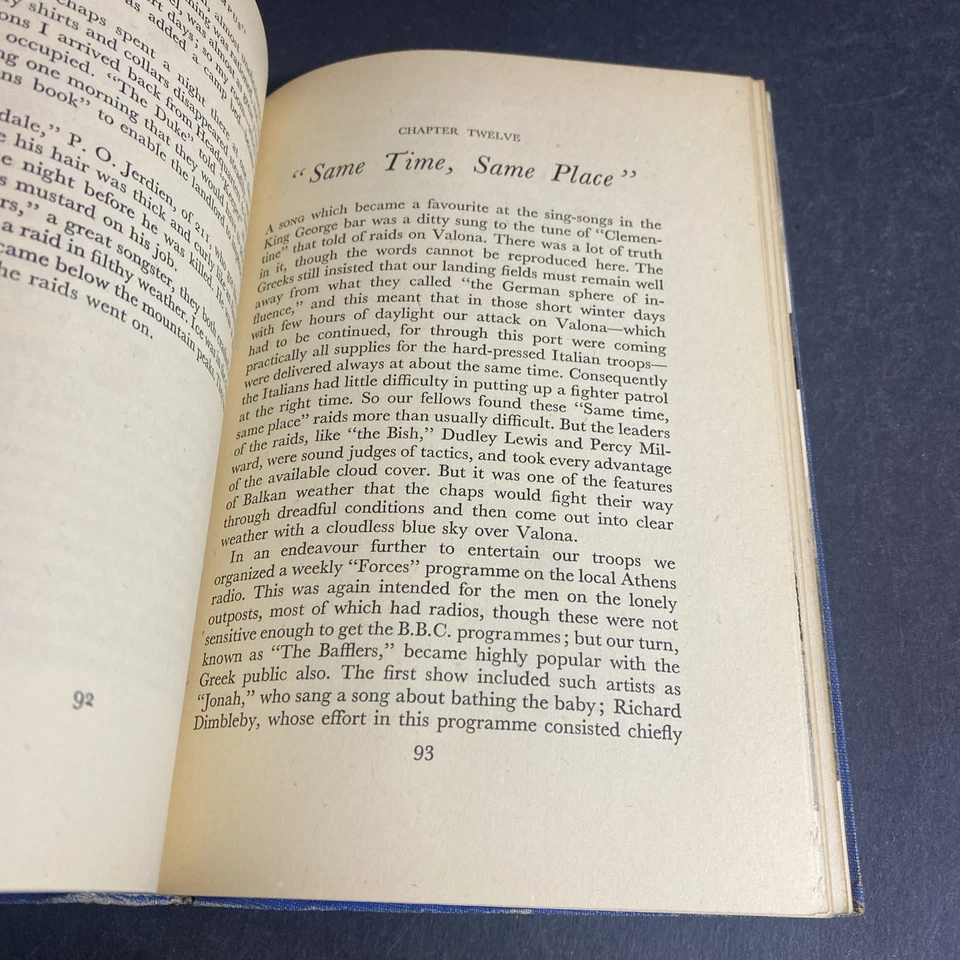 chaps spent a night there
shirts and collars disappeared
ons I arrived back from Headquarters
occupied. "The Duke" told
ng one morning that they would
ns book" to enable the landlord to
dale," P. O. Jerdien, of 211, who
e his hair was thick and curly like
e night before he was killed. He
s mustard on his job.
rs," a great songster, they both
a raid in filthy weather. Ice was
came below the mountain peaks,
he raids went on.
92
CHAPTER TWELVE
"Same Time, Same Place"
A SONG which became a favourite at the sing-songs in the
King George bar was a ditty sung to the tune of "Clemen-
tine" that told of raids on Valona. There was a lot of truth
in it, though the words cannot be reproduced here. The
Greeks still insisted that our landing fields must remain well
away from what they called "the German sphere of in-
fluence," and this meant that in those short winter days
with few hours of daylight our attack on Valona—which
had to be continued, for through this port were coming
practically all supplies for the hard-pressed Italian troops—
were delivered always at about the same time. Consequently
the Italians had little difficulty in putting up a fighter patrol
at the right time. So our fellows found these "Same time,
same place" raids more than usually difficult. But the leaders
of the raids, like "the Bish," Dudley Lewis and Percy Mil-
ward, were sound judges of tactics, and took every advantage
of the available cloud cover. But it was one of the features
of Balkan weather that the chaps would fight their way
through dreadful conditions and then come out into clear
weather with a cloudless blue sky over Valona.
In an endeavour further to entertain our troops we
organized a weekly "Forces" programme on the local Athens
radio. This was again intended for the men on the lonely
outposts, most of which had radios, though these were not
sensitive enough to get the B.B.C. programmes; but our turn,
known as "The Bafflers," became highly popular with the
Greek public also. The first show included such artists as
"Jonah," who sang a song about bathing the baby; Richard
Dimbleby, whose effort in this programme consisted chiefly
93